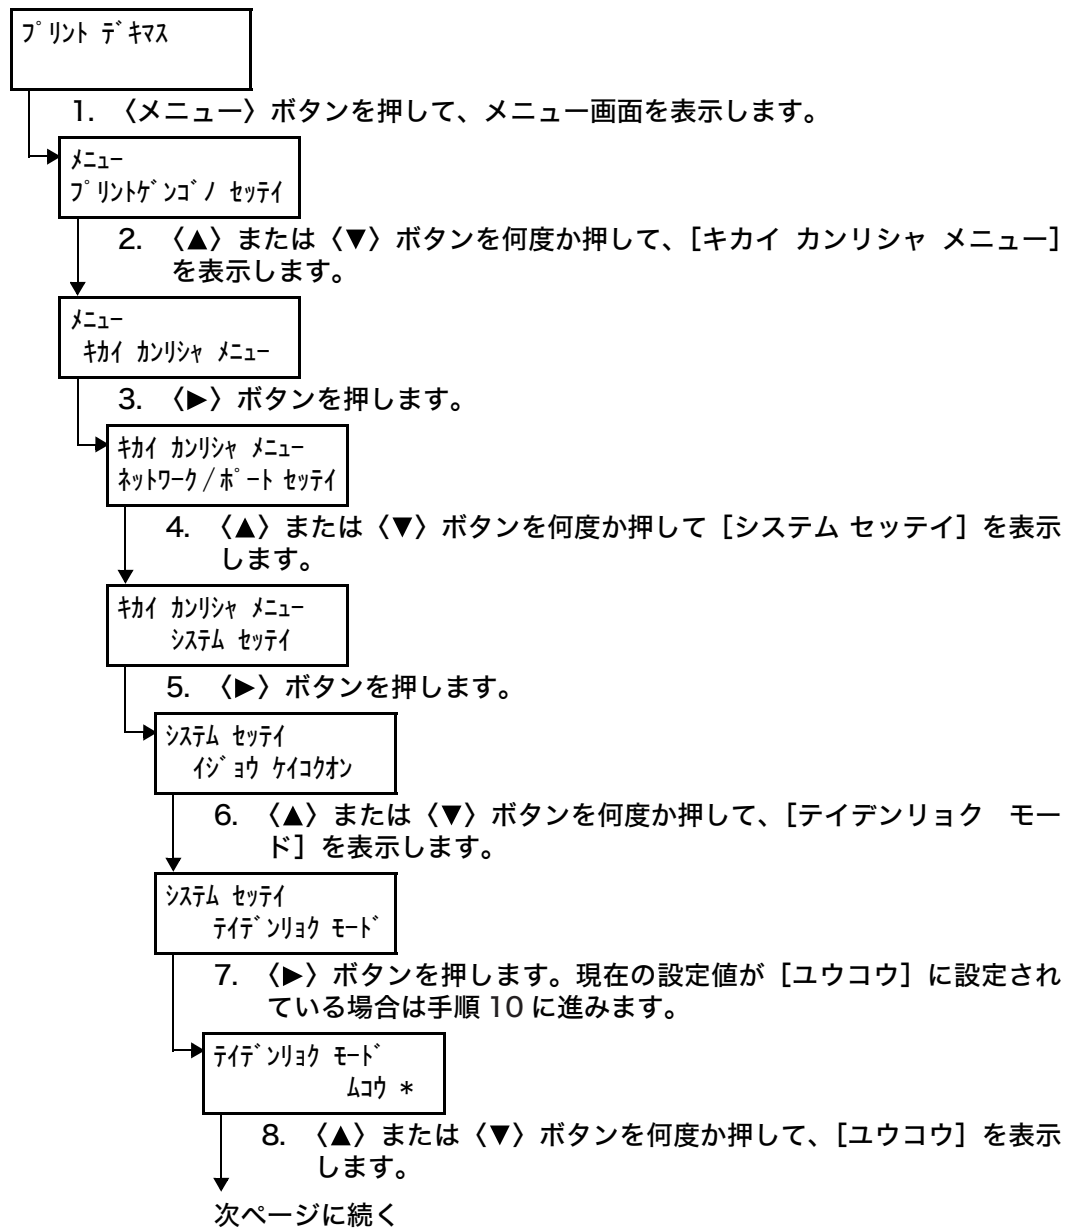 ﾌﾟﾘﾝﾄ ﾃﾞｷﾏｽ
1. 〈メニュー〉ボタンを押して、メニュー画面を表示します。
ﾒﾆｭｰ
ﾌﾟﾘﾝﾄｹﾞﾝｺﾞﾉ ｾｯﾃｲ
2. 〈▲〉または〈▼〉ボタンを何度か押して、［キカイ カンリシャ メニュー］
を表示します。
ﾒﾆｭｰ
ｷｶｲ ｶﾝﾘｼｬ ﾒﾆｭｰ
3. 〈▶〉ボタンを押します。
ｷｶｲ ｶﾝﾘｼｬ ﾒﾆｭｰ
ﾈｯﾄﾜｰｸ/ﾎﾟｰﾄ ｾｯﾃｲ
4. 〈▲〉または〈▼〉ボタンを何度か押して［システム セッテイ］を表示
します。
ｷｶｲ ｶﾝﾘｼｬ ﾒﾆｭｰ
ｼｽﾃﾑ ｾｯﾃｲ
5. 〈▶〉ボタンを押します。
ｼｽﾃﾑ ｾｯﾃｲ
ｲｼﾞｮｳ ｹｲｺｸｵﾝ
6. 〈▲〉または〈▼〉ボタンを何度か押して、［テイデンリョク　モー
ド］を表示します。
ｼｽﾃﾑ ｾｯﾃｲ
ﾃｲﾃﾞﾝﾘｮｸ ﾓｰﾄﾞ
7. 〈▶〉ボタンを押します。現在の設定値が［ユウコウ］に設定され
ている場合は手順 10 に進みます。
ﾃｲﾃﾞﾝﾘｮｸ ﾓｰﾄﾞ
ﾑｺｳ *
8. 〈▲〉または〈▼〉ボタンを何度か押して、［ユウコウ］を表示
します。
次ページに続く